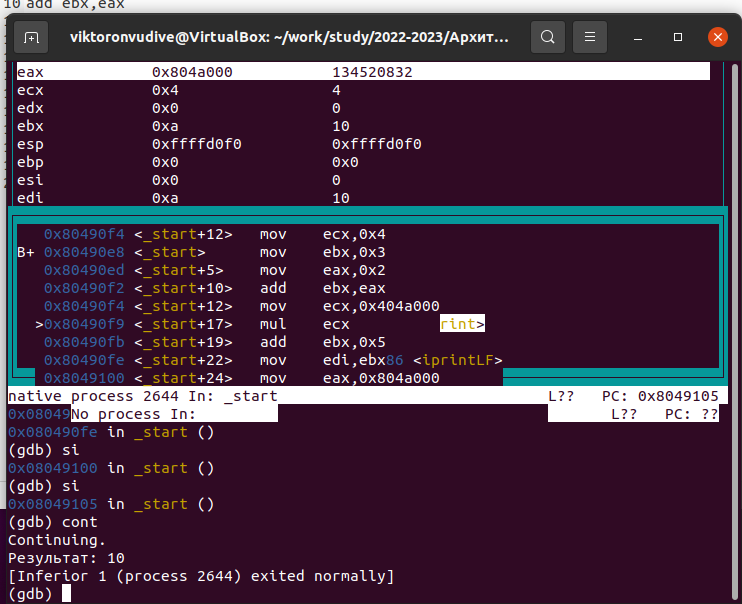 10 add ebx,eax
viktoronvudive@VirtualBox: ~/work/study/2022-2023/Архит...
eax 0x804a000 134520832
ecx 0x4 4
edx 0x0 0
ebx 0xa 10
esp 0xffffd0f0 0xffffd0f0
ebp 0x0 0x0
esi 0x0 0
edi 0xa 10
0x80490f4 <_start+12> mov ecx,0x4
B+ 0x80490e8 <_start> mov ebx,0x3
0x80490ed <_start+5> mov eax,0x2
0x80490f2 <_start+10> add ebx,eax
0x80490f4 <_start+12> mov ecx,0x404a000
>0x80490f9 <_start+17> mul ecx rint>
0x80490fb <_start+19> add ebx,0x5
0x80490fe <_start+22> mov edi,ebx86 <iprintLF>
0x8049100 <_start+24> mov eax,0x804a000
native process 2644 In: _start L?? PC: 0x8049105
0x08049No process In: L?? PC: ??
0x080490fe in _start ()
(gdb) si
0x08049100 in _start ()
(gdb) si
0x08049105 in _start ()
(gdb) cont
Continuing.
Результат: 10
[Inferior 1 (process 2644) exited normally]
(gdb)